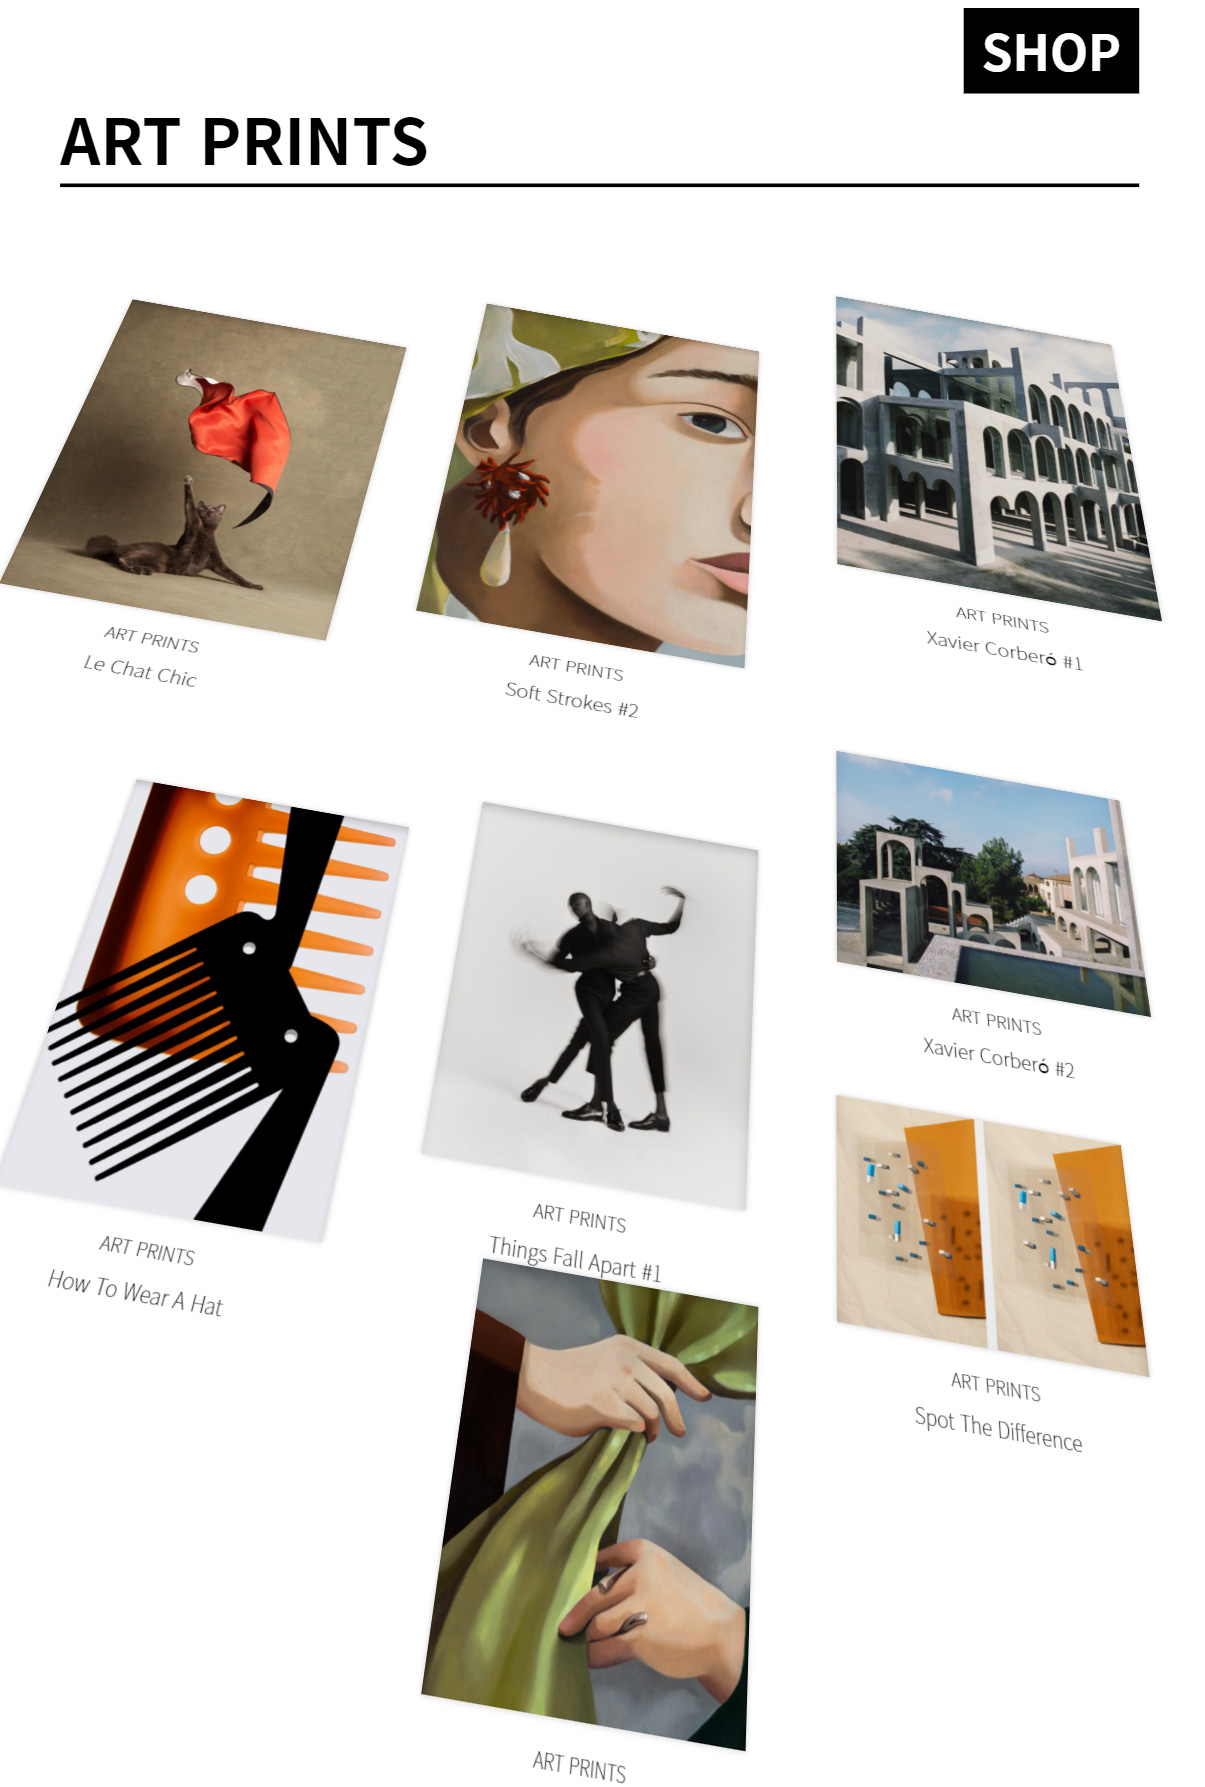 SHOP
ART PRINTS
ART PRINTS
Le Chat Chic
ART PRINTS
Soft Strokes #2
ART PRINTS
Xavier Corberó #1
ART PRINTS
How To Wear A Hat
ART PRINTS
Things Fall Apart #1
ART PRINTS
Xavier Corberó #2
ART PRINTS
Spot The Difference
ART PRINTS